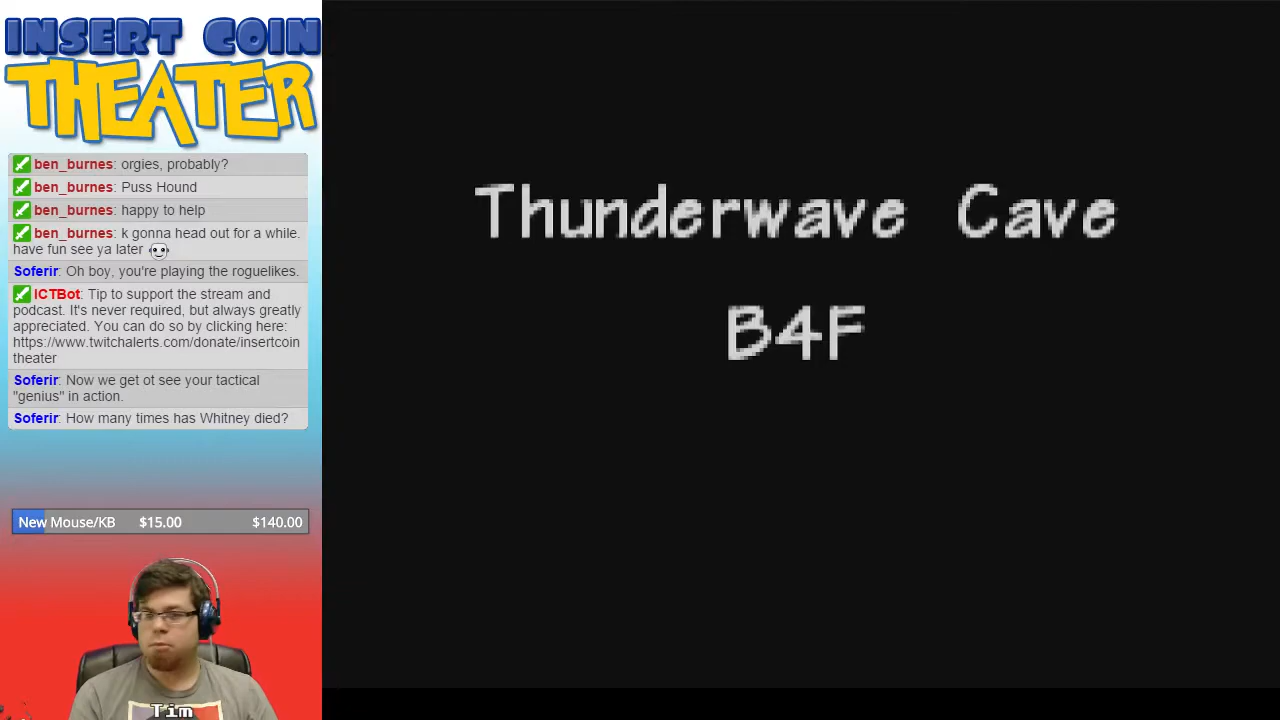 INSERT COIN
THEATER
ben_burnes: orgies, probably?
ben_burnes: Puss Hound
ben_burnes: happy to help
ben_burnes: k gonna head out for a while.
have fun see ya later
Soferir: Oh boy, you're playing the roguelikes.
ICTBot: Tip to support the stream and
podcast. It's never required, but always greatly
appreciated. You can do so by clicking here:
https://www.twitchalerts.com/donate/insertcoin
theater
Soferir: Now we get ot see your tactical
"genius" in action.
Soferir: How many times has Whitney died?
New Mouse/KB $15.00 $140.00
Tim
Thunderwave Cave
B4F